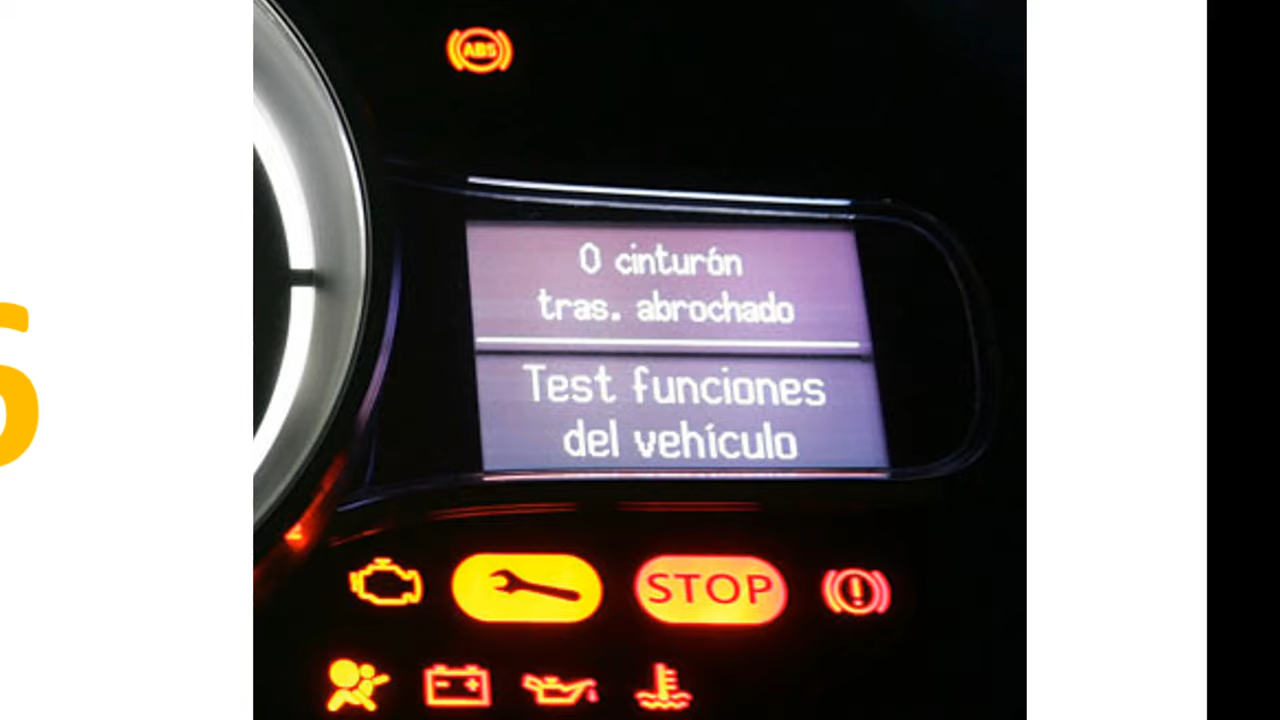 ABS
0 cinturón
tras. abrochado
Test funciones
del vehículo
STOP